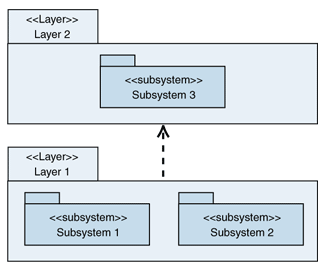 <<Layer>>
Layer 2
<<subsystem>>
Subsystem 3
<<Layer>>
Layer 1
<<subsystem>>
Subsystem 1
<<subsystem>>
Subsystem 2